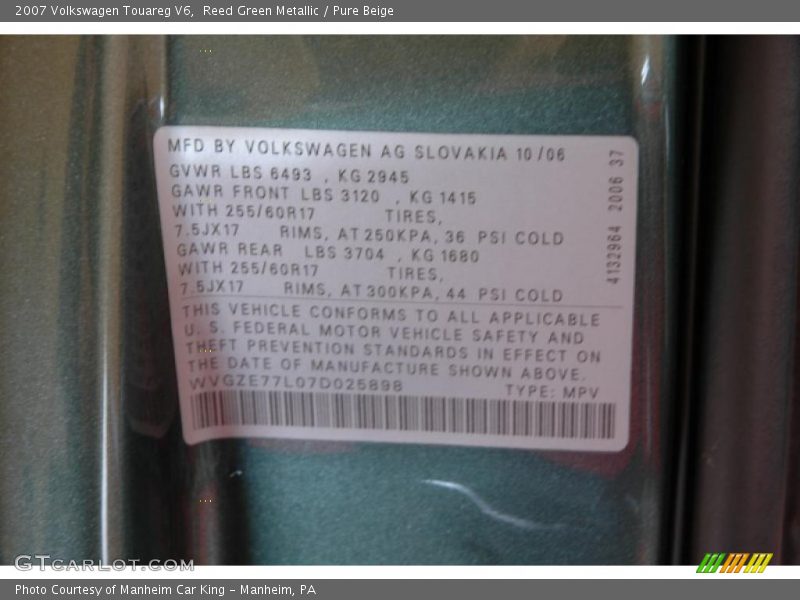 2007 Volkswagen Touareg V6, Reed Green Metallic / Pure Beige
MFD BY VOLKSWAGEN AG SLOVAKIA 10/06
GVWR LBS 6493 , KG 2945
GAWR FRONT LBS 3120 , KG 1415
WITH 255/60R17 TIRES,
7.5JX17 RIMS, AT 250KPA, 36 PSI COLD
GAWR REAR LBS 3704 , KG 1680
WITH 255/60R17 TIRES,
7.5JX17 RIMS, AT 300KPA, 44 PSI COLD
THIS VEHICLE CONFORMS TO ALL APPLICABLE
U. S. FEDERAL MOTOR VEHICLE SAFETY AND
THEFT PREVENTION STANDARDS IN EFFECT ON
THE DATE OF MANUFACTURE SHOWN ABOVE.
WVGZE77L07D025898 TYPE: MPV
4132964 2006 37
GTCARLOT.COM
Photo Courtesy of Manheim Car King - Manheim, PA